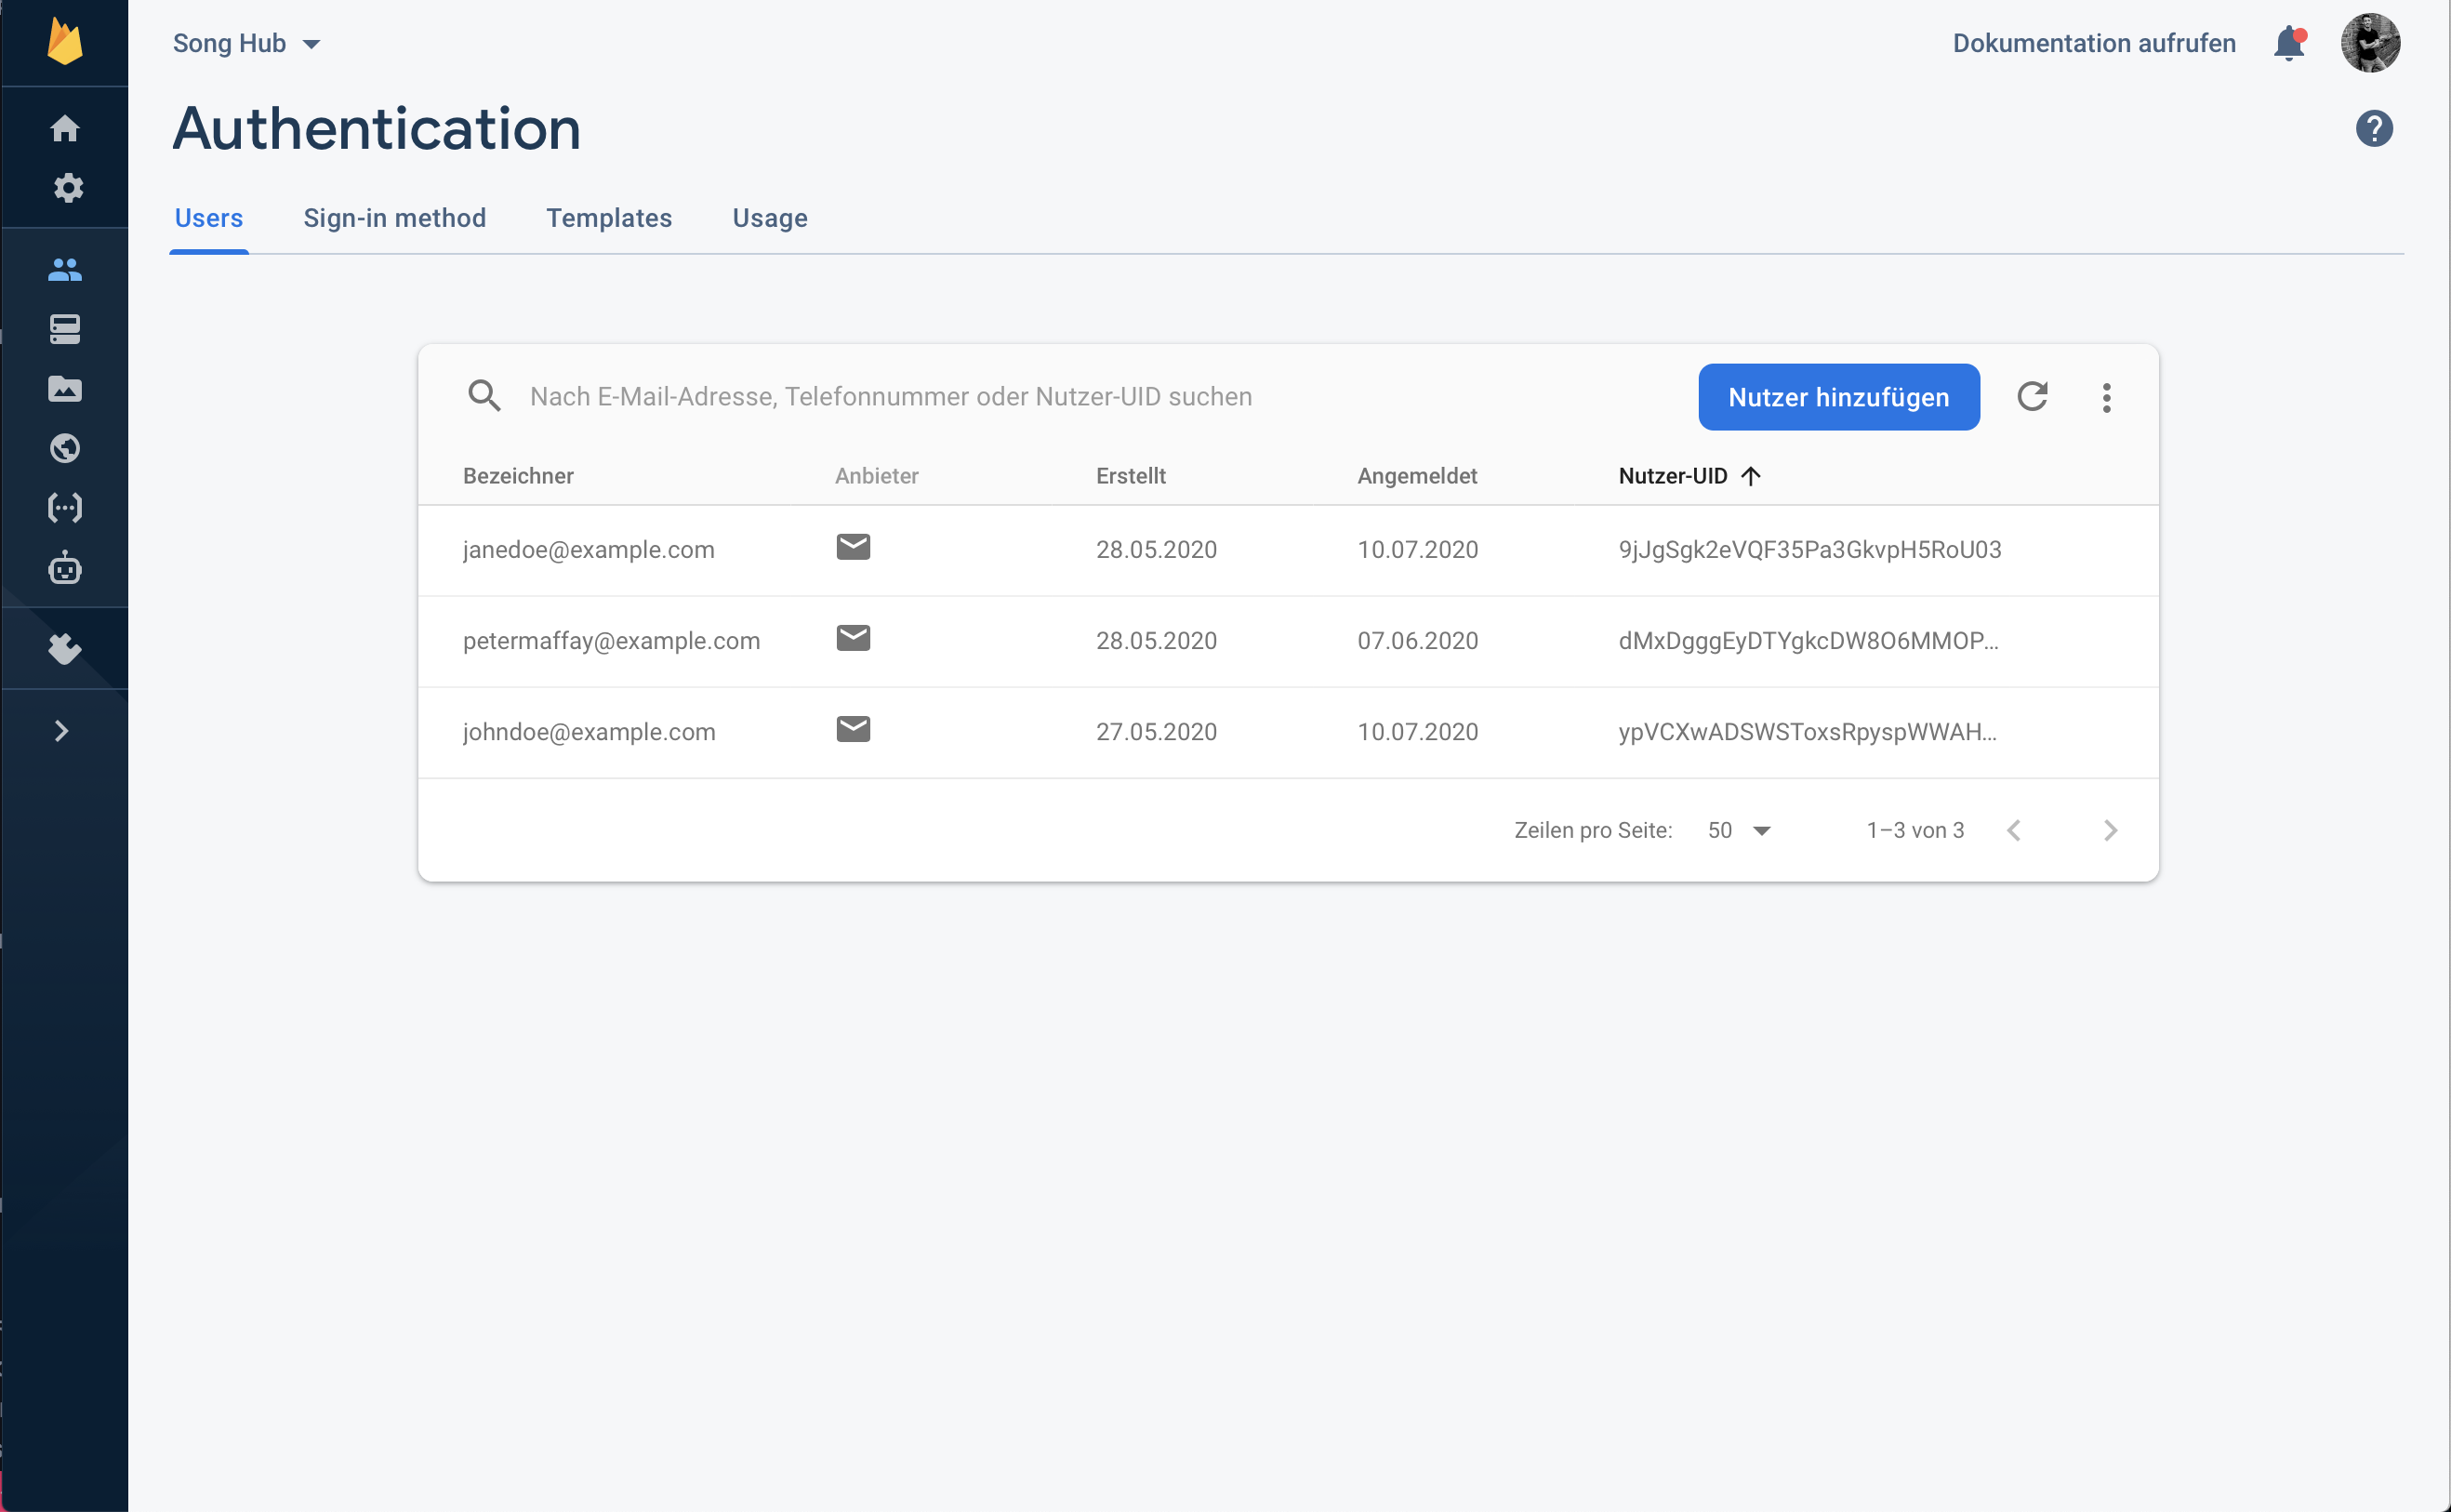 Song Hub
Dokumentation aufrufen
Authentication
Users Sign-in method Templates Usage
Nach E-Mail-Adresse, Telefonnummer oder Nutzer-UID suchen
Nutzer hinzufügen
Bezeichner Anbieter Erstellt Angemeldet Nutzer-UID
janedoe@example.com 28.05.2020 10.07.2020 9jJgSgk2eVQF35Pa3GkvpH5RoU03
petermaffay@example.com 28.05.2020 07.06.2020 dMxDgggEyDTYgkcDW8O6MMOP...
johndoe@example.com 27.05.2020 10.07.2020 ypVCXwADSWSToxsRpyspWWAH...
Zeilen pro Seite: 50 1–3 von 3